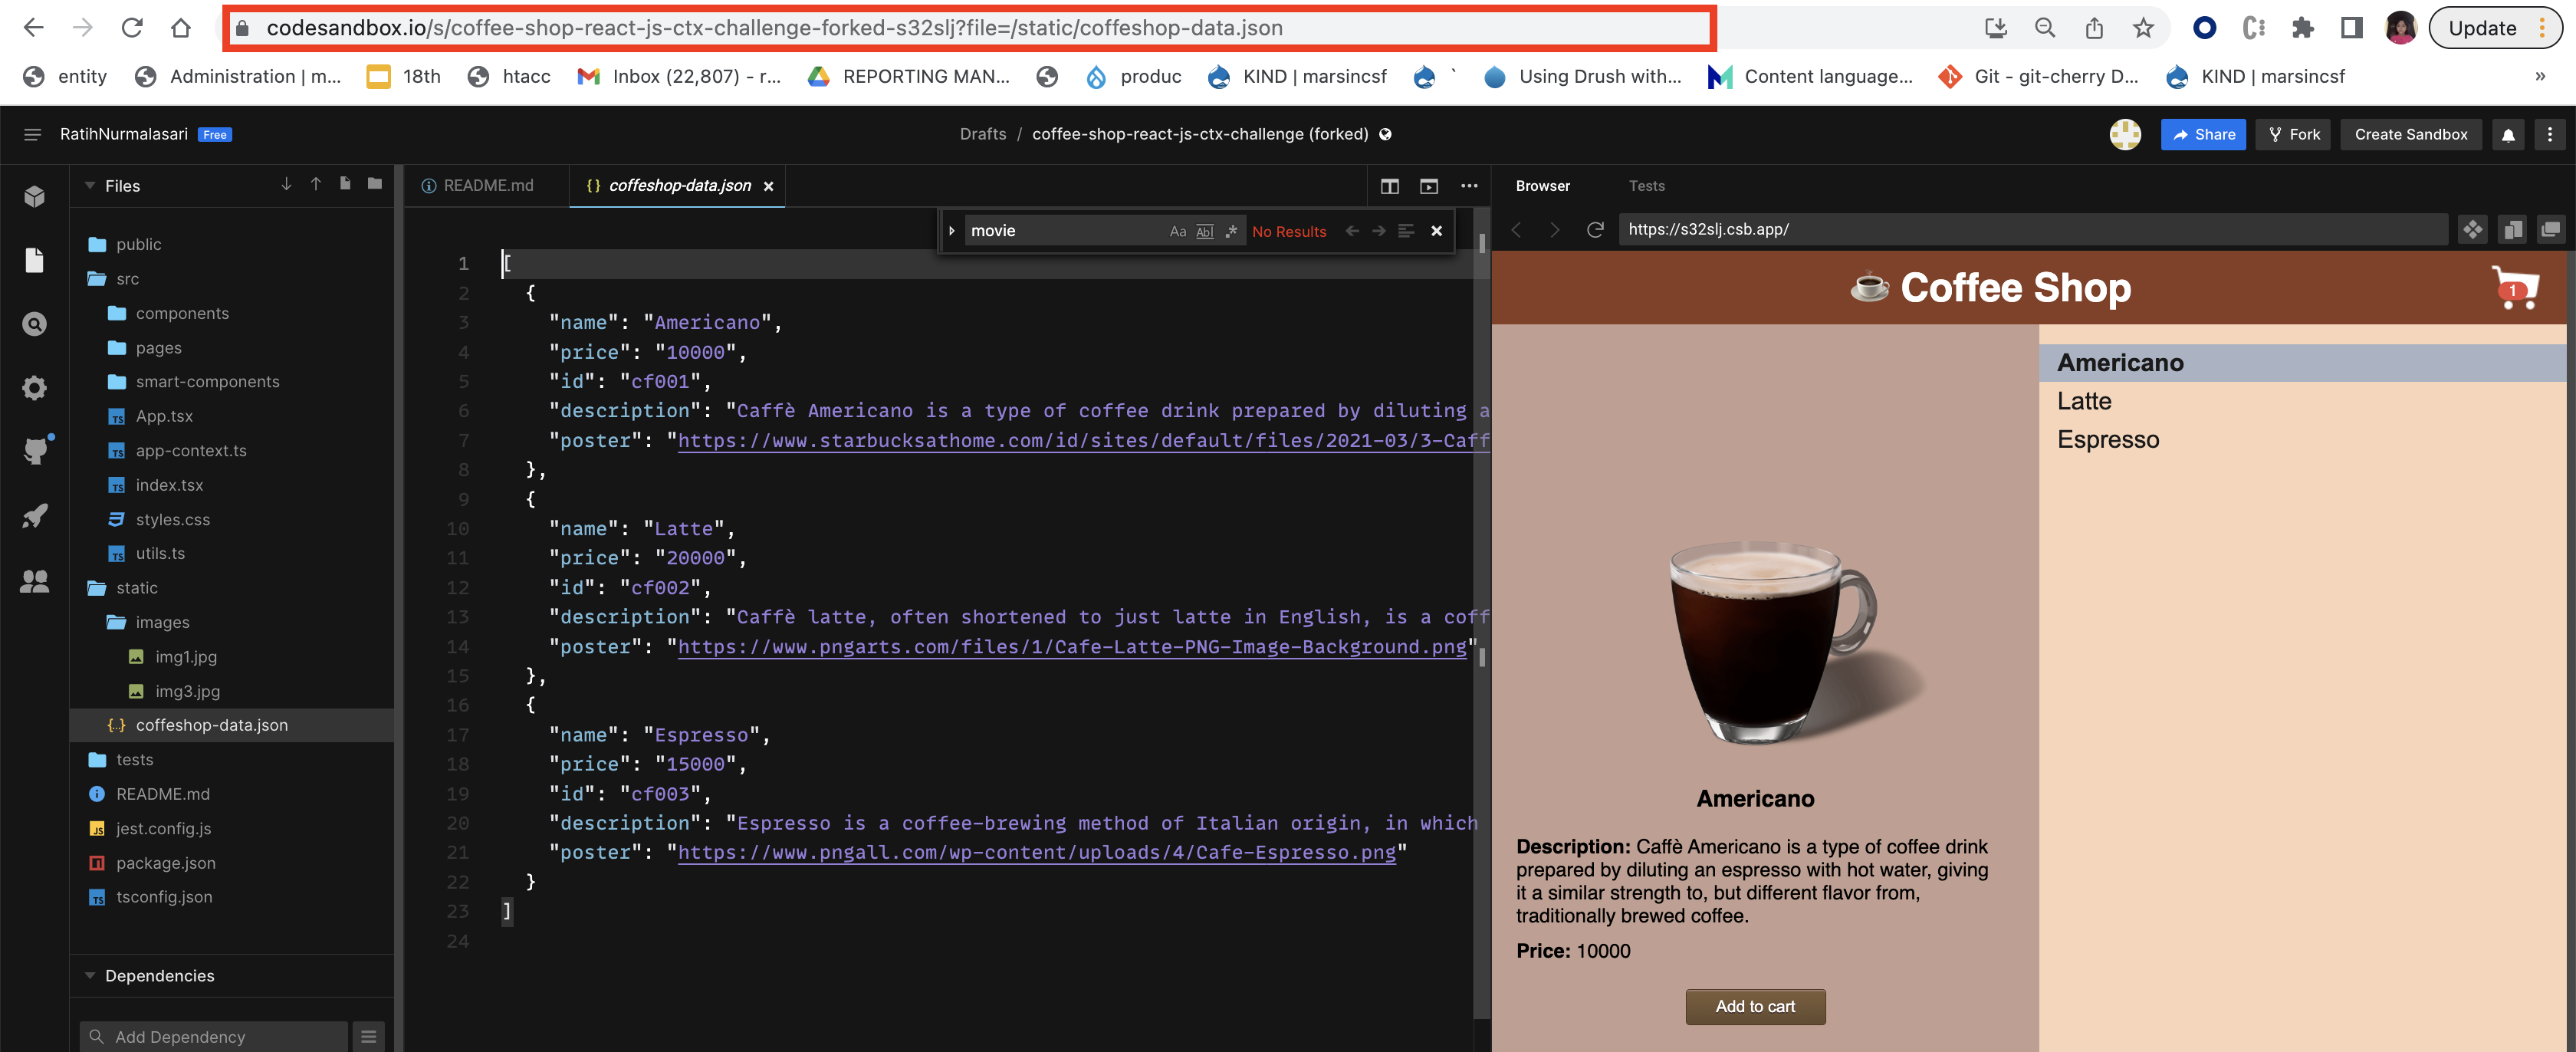 codesandbox.io/s/coffee-shop-react-js-ctx-challenge-forked-s32slj?file=/static/coffeshop-data.json
Update
entity
Administration | m...
18th
htacc
Inbox (22,807) - r...
REPORTING MAN...
produc
KIND | marsincsf
`
Using Drush with...
Content language...
Git - git-cherry D...
KIND | marsincsf
»
RatihNurmalasari Free
Drafts / coffee-shop-react-js-ctx-challenge (forked)
Share
Fork
Create Sandbox
Files
public
src
components
pages
smart-components
TS App.tsx
TS app-context.ts
TS index.tsx
styles.css
TS utils.ts
static
images
img1.jpg
img3.jpg
{..} coffeshop-data.json
tests
README.md
JS jest.config.js
package.json
TS tsconfig.json
Dependencies
Add Dependency
README.md
{ } coffeshop-data.json
movie
Aa Abl .*
No Results
1 [
2 {
3 "name": "Americano",
4 "price": "10000",
5 "id": "cf001",
6 "description": "Caffè Americano is a type of coffee drink prepared by diluting a
7 "poster": "https://www.starbucksathome.com/id/sites/default/files/2021-03/3-Caff
8 },
9 {
10 "name": "Latte",
11 "price": "20000",
12 "id": "cf002",
13 "description": "Caffè latte, often shortened to just latte in English, is a coff
14 "poster": "https://www.pngarts.com/files/1/Cafe-Latte-PNG-Image-Background.png"
15 },
16 {
17 "name": "Espresso",
18 "price": "15000",
19 "id": "cf003",
20 "description": "Espresso is a coffee-brewing method of Italian origin, in which
21 "poster": "https://www.pngall.com/wp-content/uploads/4/Cafe-Espresso.png"
22 }
23 ]
24
Browser
Tests
https://s32slj.csb.app/
Coffee Shop
1
Americano
Latte
Espresso
Americano
Description: Caffè Americano is a type of coffee drink
prepared by diluting an espresso with hot water, giving
it a similar strength to, but different flavor from,
traditionally brewed coffee.
Price: 10000
Add to cart